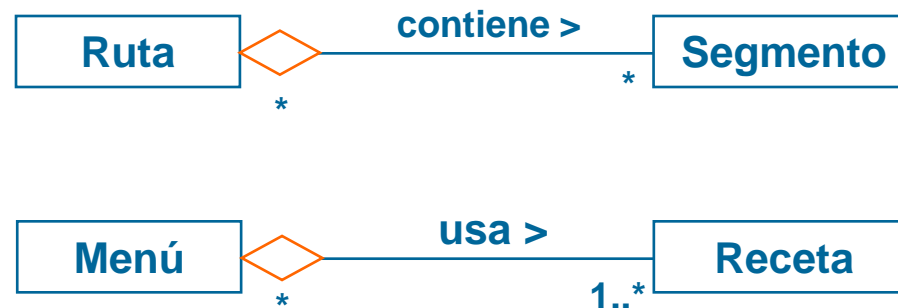 contiene >
Ruta
Segmento
*
*
usa >
Menú
Receta
*
1..*